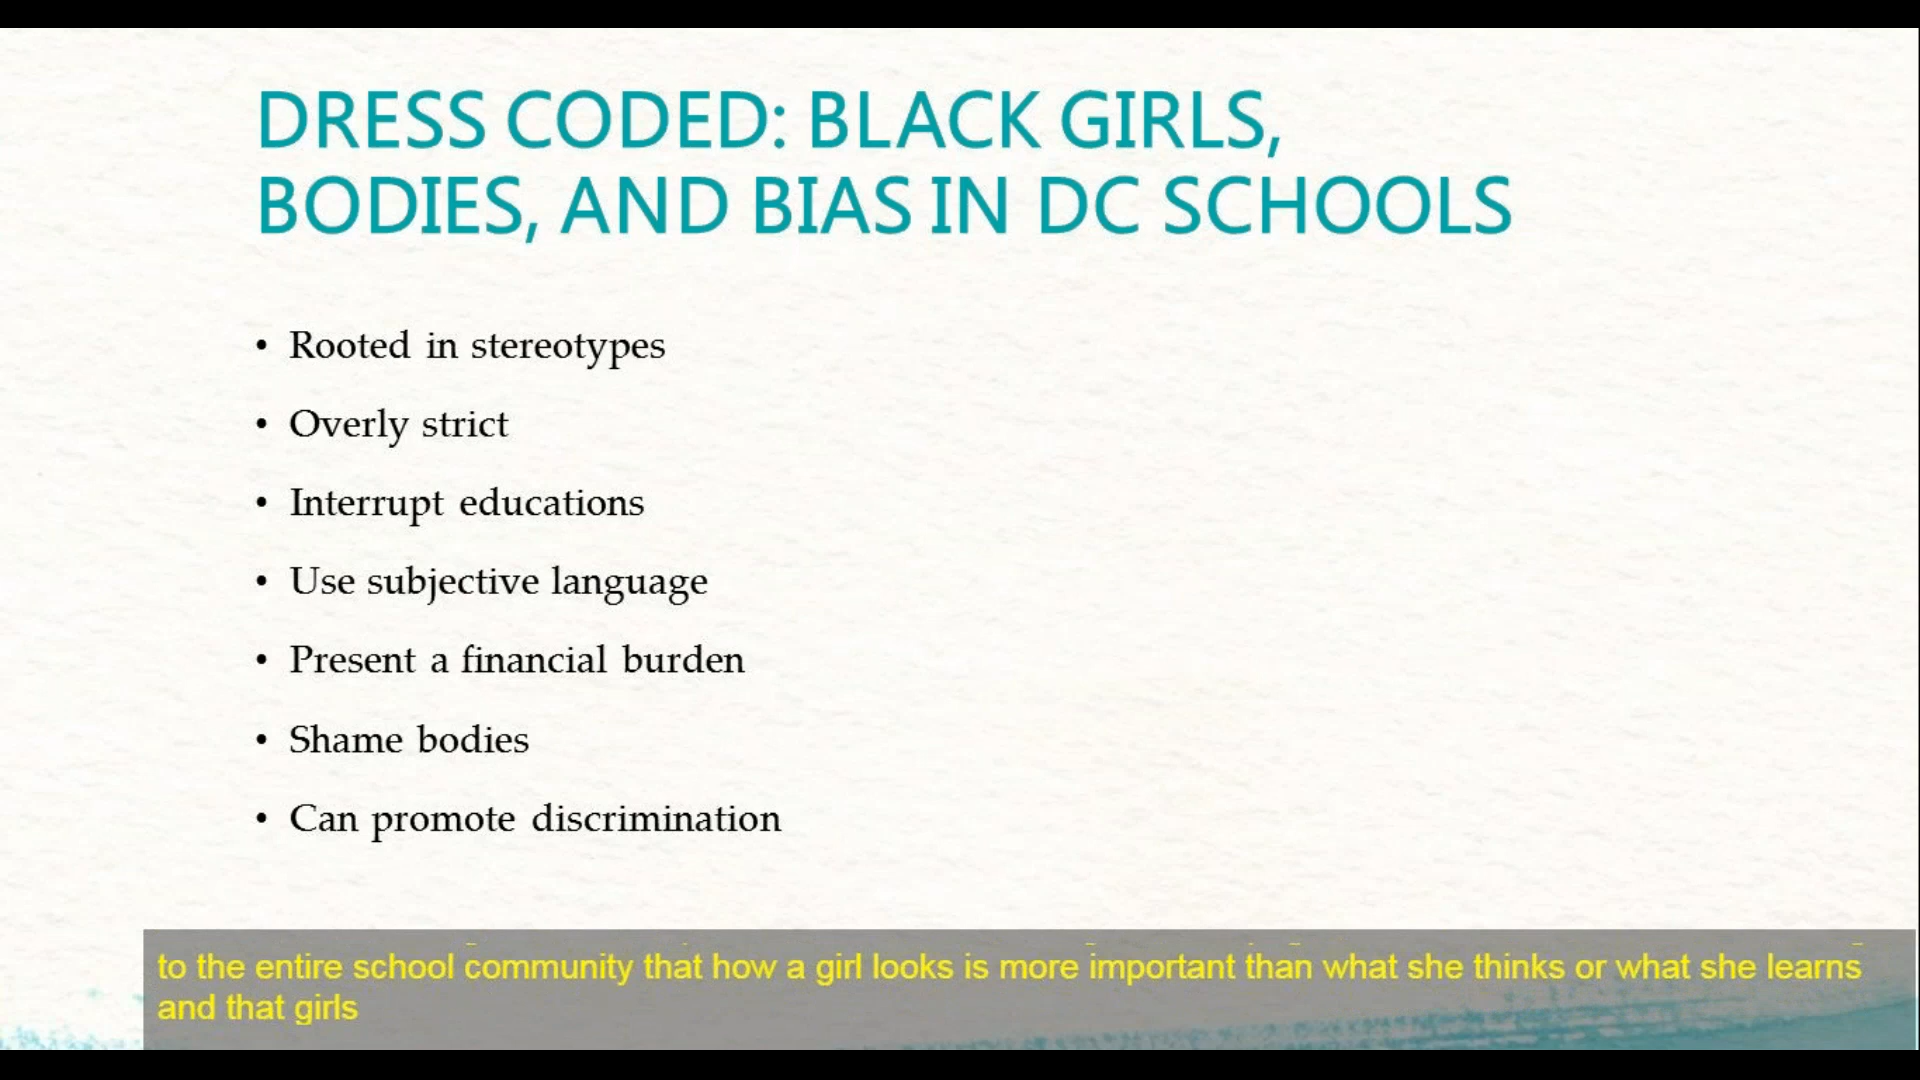 DRESS CODED: BLACK GIRLS,
BODIES, AND BIAS IN DC SCHOOLS
• Rooted in stereotypes
• Overly strict
• Interrupt educations
• Use subjective language
• Present a financial burden
• Shame bodies
• Can promote discrimination
to the entire school community that how a girl looks is more important than what she thinks or what she learns
and that girls